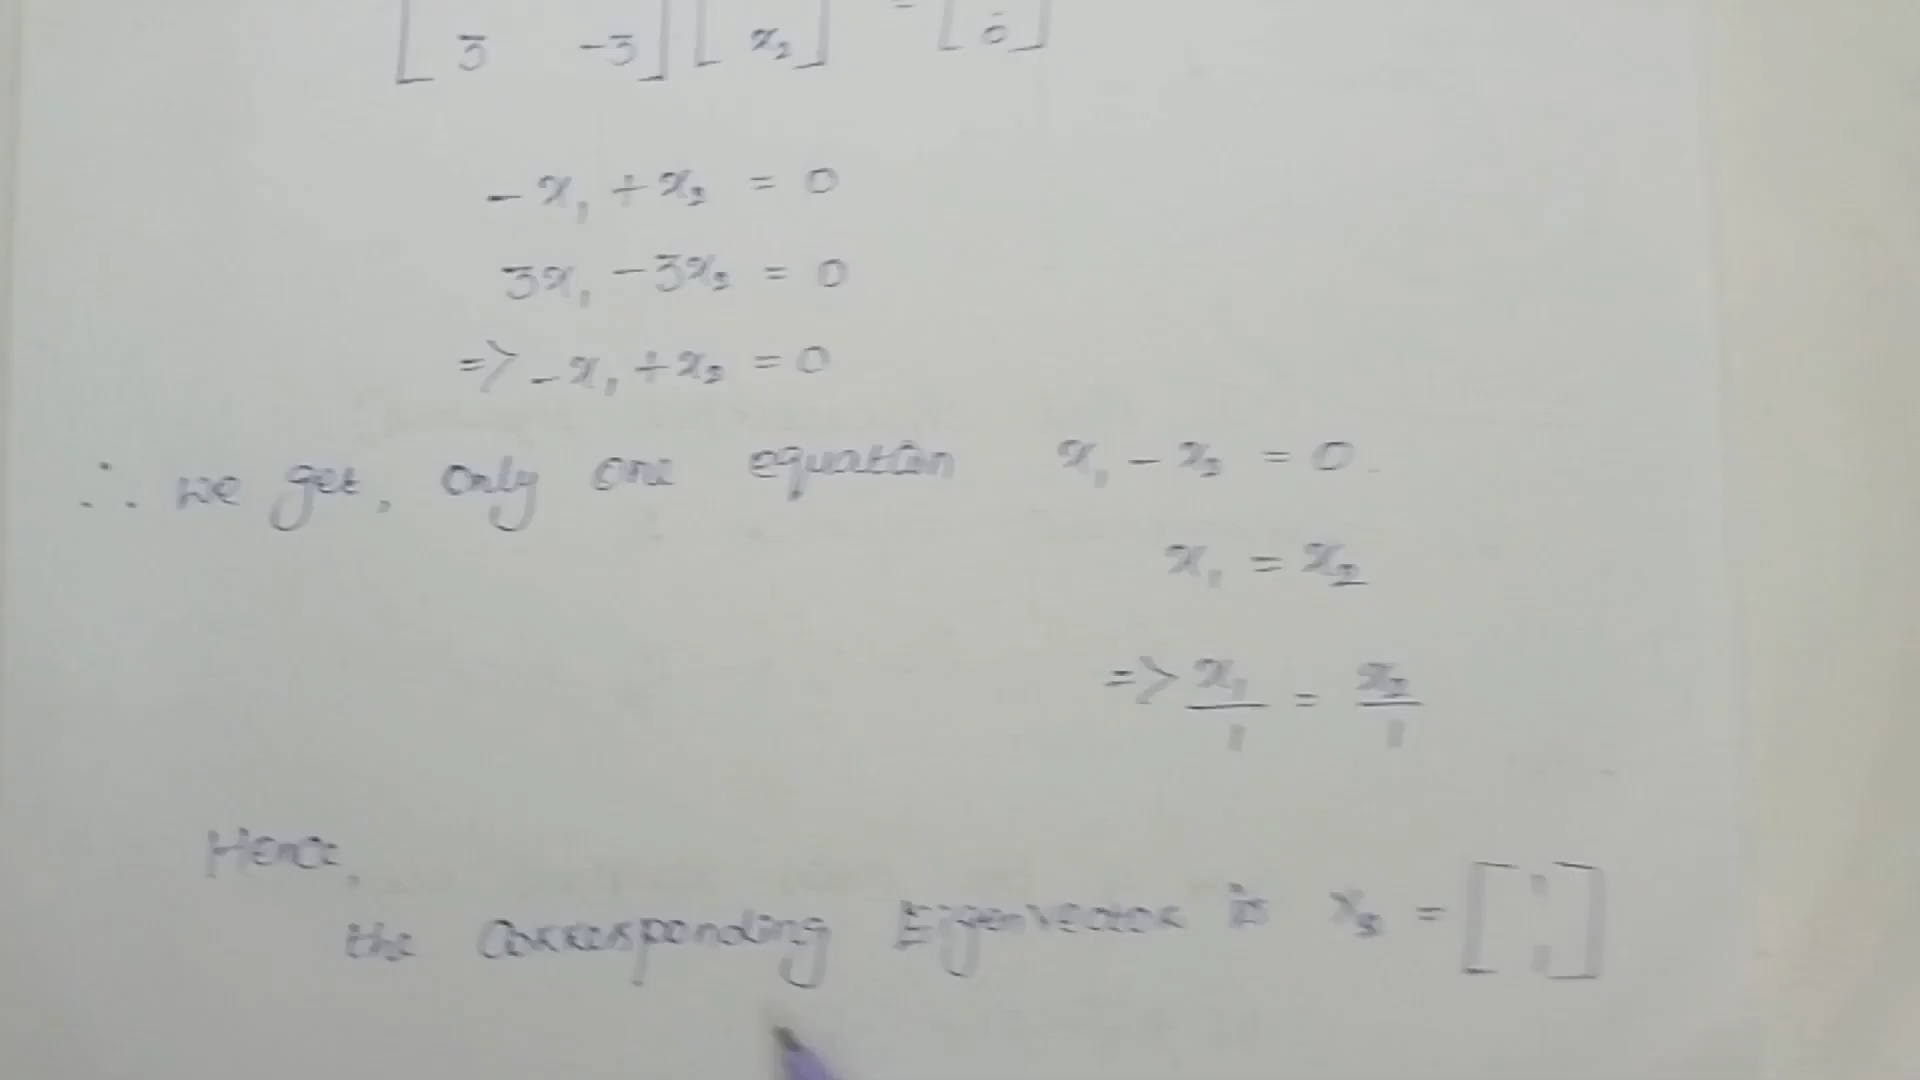 [ 3 -3 ] [ x₂ ] = [ 0 ]
- x₁ + x₂ = 0
3x₁ - 3x₂ = 0
=> - x₁ + x₂ = 0
∴ we get, only one equation x₁ - x₂ = 0.
x₁ = x₂
=> x₁/1 = x₂/1
Hence,
the corresponding Eigenvector is x₂ = [ 1 1 ]